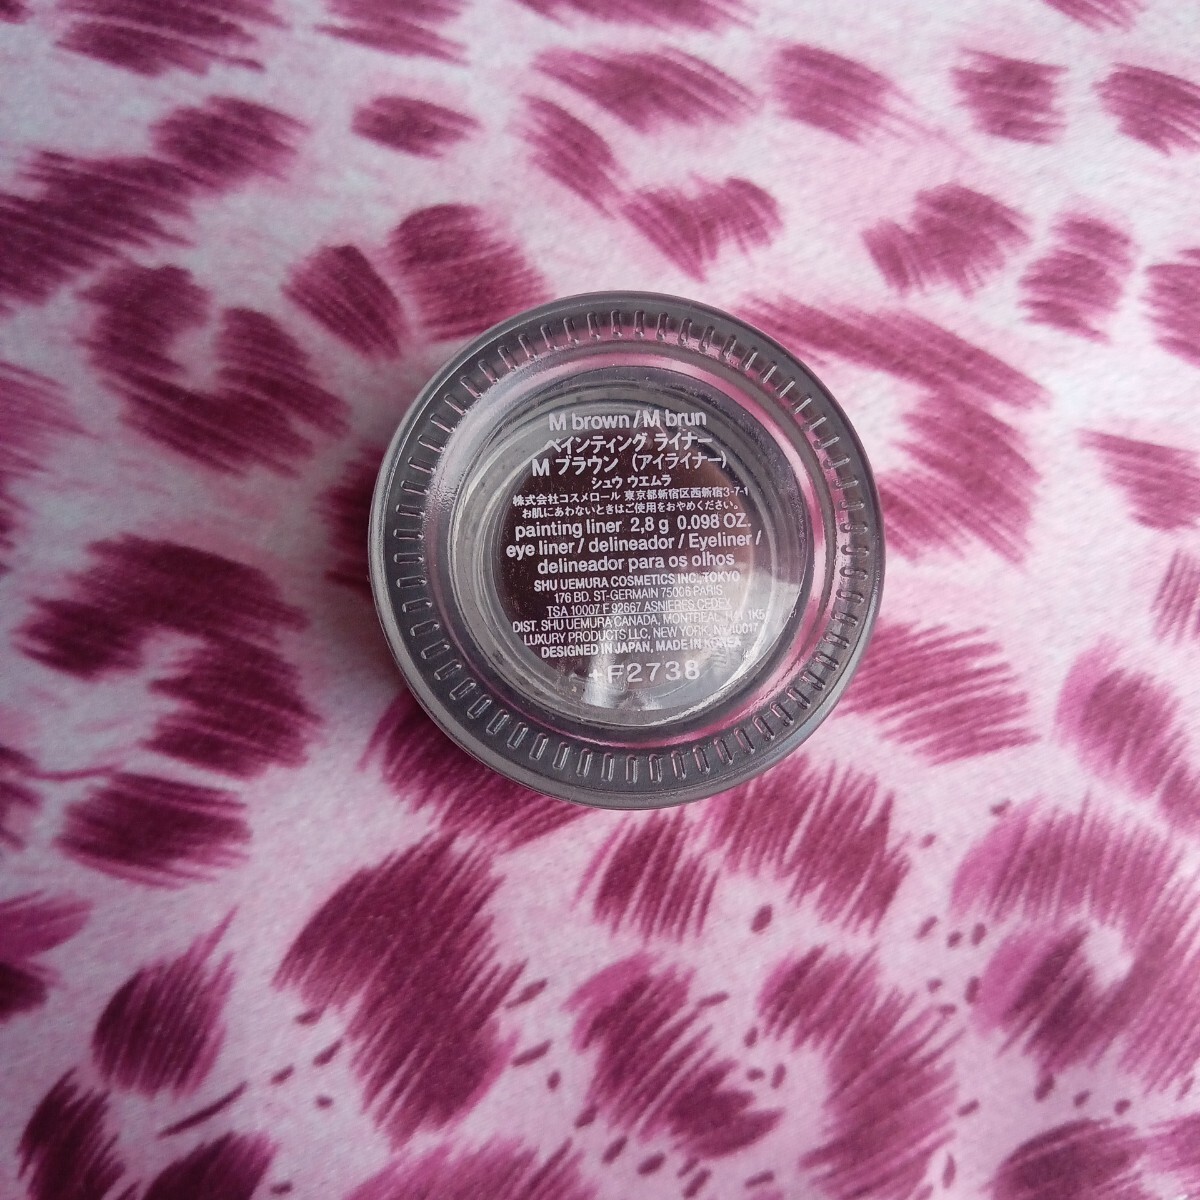 M brown / M brun
ペインティング ライナー
M ブラウン (アイライナー)
シュウ ウエムラ
株式会社コスメロール 東京都新宿区西新宿3-7-1
お肌にあわないときはご使用をおやめください。
painting liner 2,8 g 0.098 OZ.
eye liner / delineador / Eyeliner /
delineador para os olhos
SHU UEMURA COSMETICS INC., TOKYO
176 BD. ST-GERMAIN 75006 PARIS
TSA 10007 F 92667 ASNIERES CEDEX
DIST. SHU UEMURA CANADA, MONTREAL, H4T 1K5
LUXURY PRODUCTS LLC, NEW YORK, NY 10017
DESIGNED IN JAPAN, MADE IN KOREA
+F2738